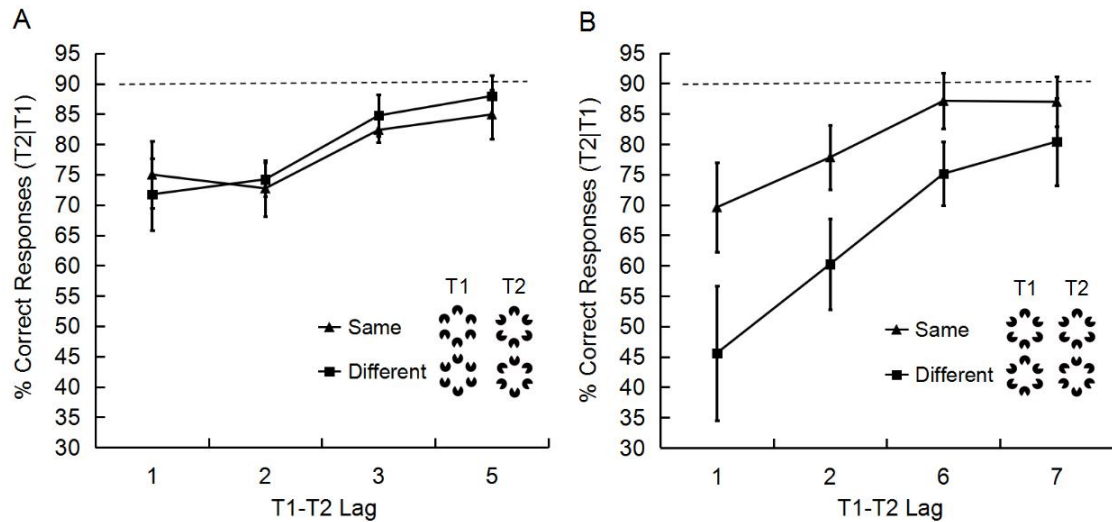 A
% Correct Responses (T2|T1)
95
90
85
80
75
70
65
60
55
50
45
40
35
30
T1 T2
Same
Different
1 2 3 5
T1-T2 Lag
B
% Correct Responses (T2|T1)
95
90
85
80
75
70
65
60
55
50
45
40
35
30
T1 T2
Same
Different
1 2 6 7
T1-T2 Lag